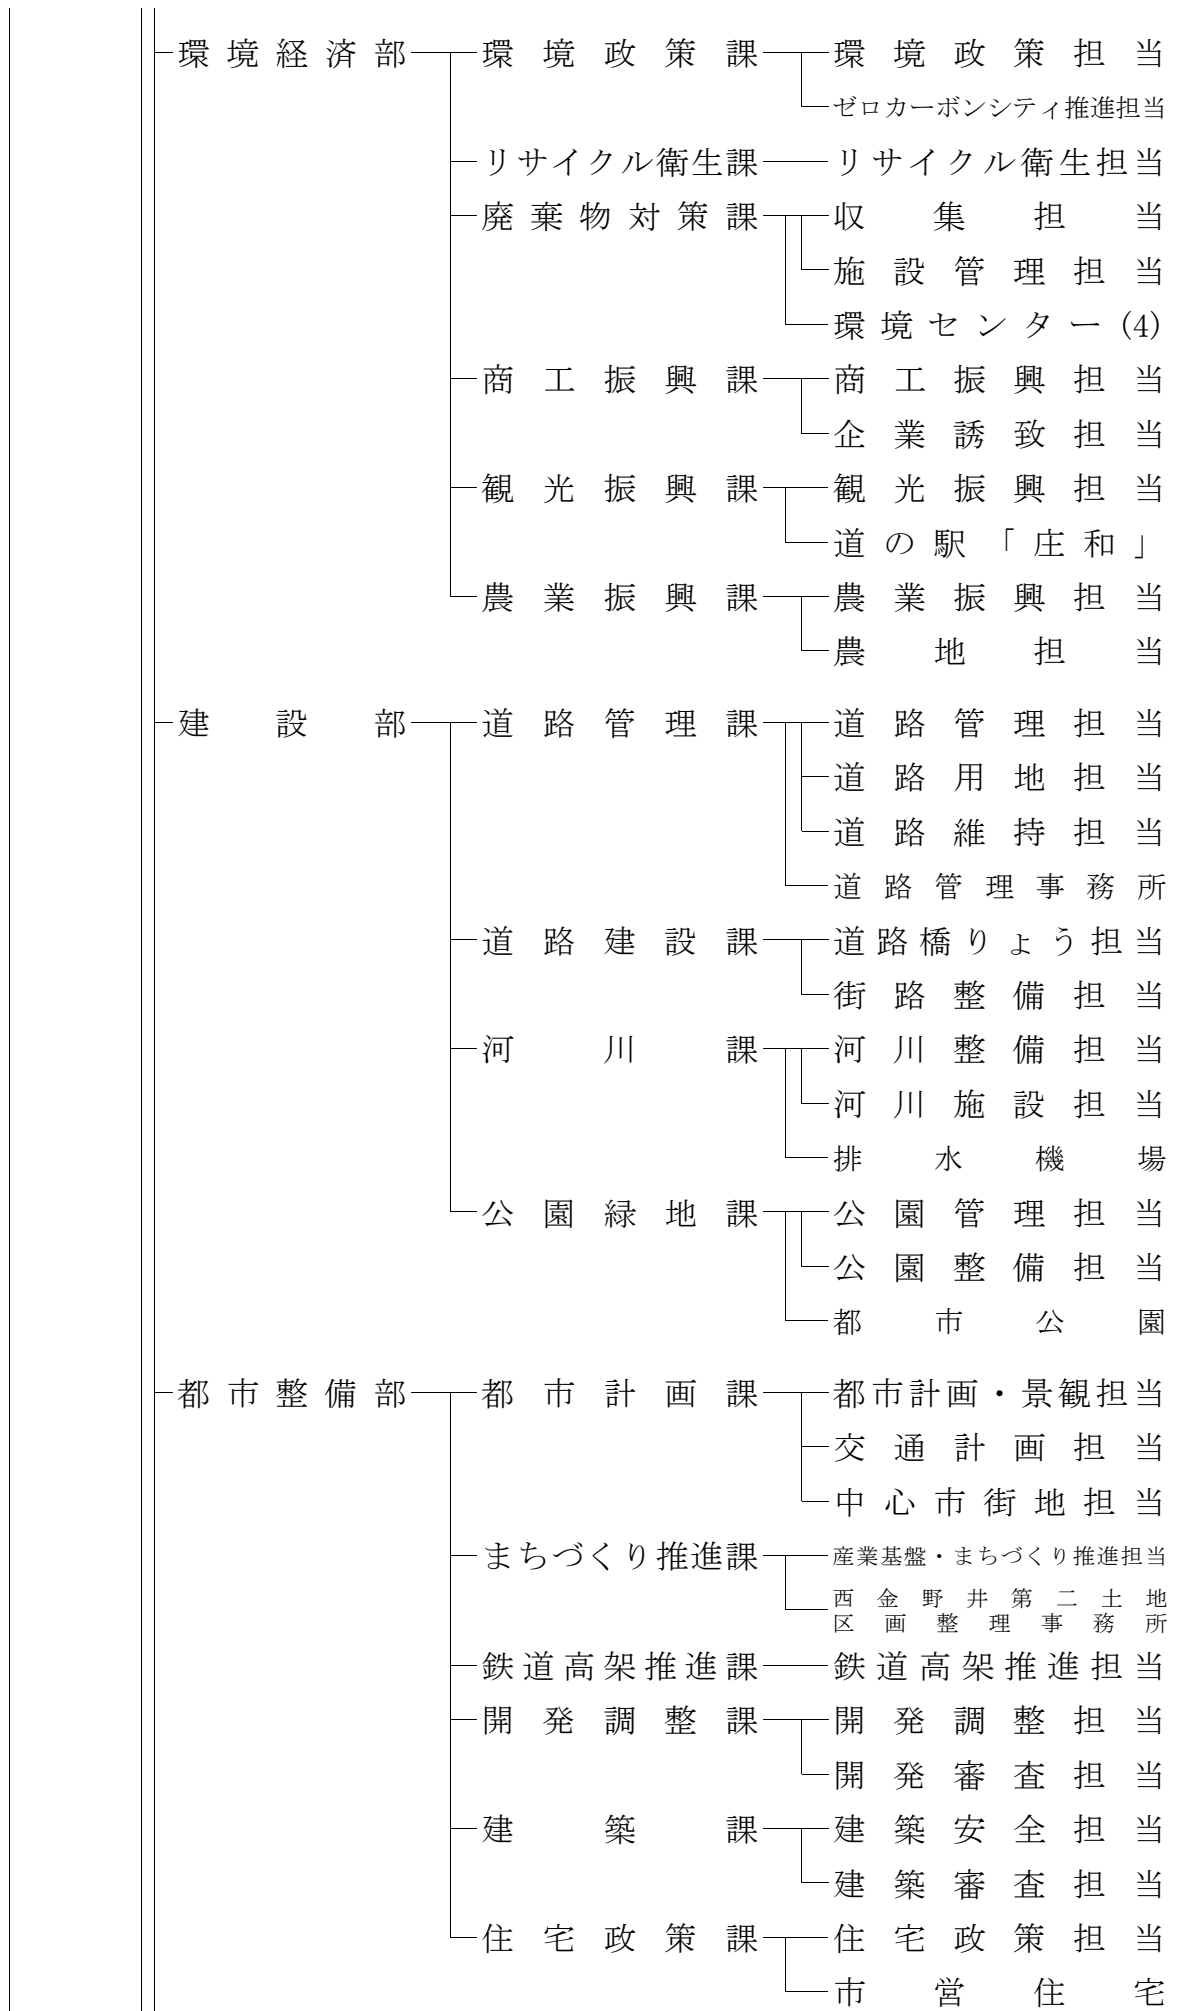 環境経済部 環境政策課 環境政策担当
ゼロカーボンシティ推進担当
リサイクル衛生課 リサイクル衛生担当
廃棄物対策課 収集担当
施設管理担当
環境センター(4)
商工振興課 商工振興担当
企業誘致担当
観光振興課 観光振興担当
道の駅「庄和」
農業振興課 農業振興担当
農地担当
建設部 道路管理課 道路管理担当
道路用地担当
道路維持担当
道路管理事務所
道路建設課 道路橋りょう担当
街路整備担当
河川課 河川整備担当
河川施設担当
排水機場
公園緑地課 公園管理担当
公園整備担当
都市公園
都市整備部 都市計画課 都市計画・景観担当
交通計画担当
中心市街地担当
まちづくり推進課 産業基盤・まちづくり推進担当
西金野井第二土地
区画整理事務所
鉄道高架推進課 鉄道高架推進担当
開発調整課 開発調整担当
開発審査担当
建築課 建築安全担当
建築審査担当
住宅政策課 住宅政策担当
市営住宅